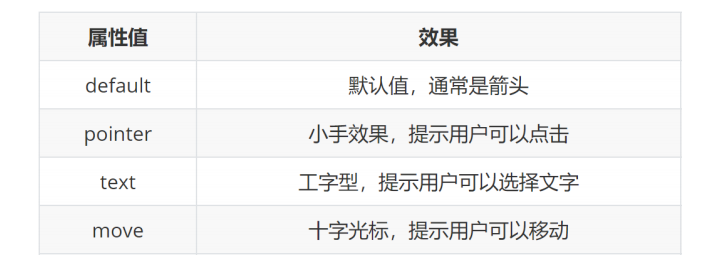 属性值 效果
default 默认值，通常是箭头
pointer 小手效果，提示用户可以点击
text 工字型，提示用户可以选择文字
move 十字光标，提示用户可以移动